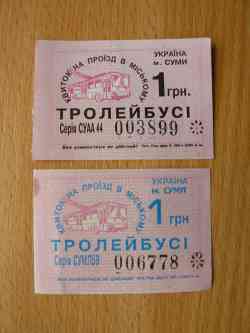 КВИТОК НА ПРОЇЗД В МІСЬКОМУ
УКРАЇНА
м. СУМИ
1 грн.
ТРОЛЕЙБУСІ
Серія СУАА 44 003899
КВИТОК НА ПРОЇЗД В МІСЬКОМУ
УКРАЇНА
м. СУМИ
1 грн
ТРОЛЕЙБУСІ
Серія 006778